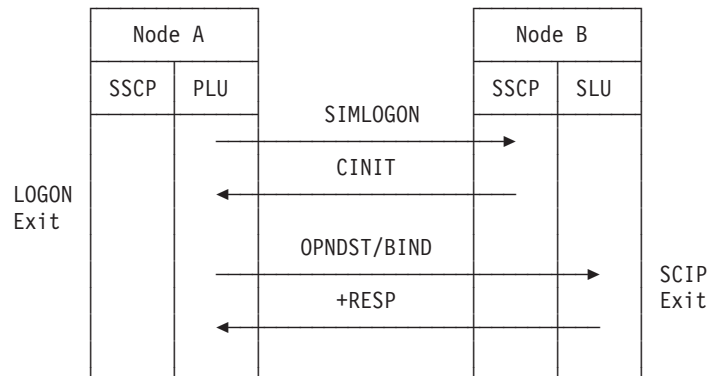 Node A Node B
SSCP PLU SSCP SLU
SIMLOGON
CINIT
LOGON
Exit
OPNDST/BIND
SCIP
+RESP Exit